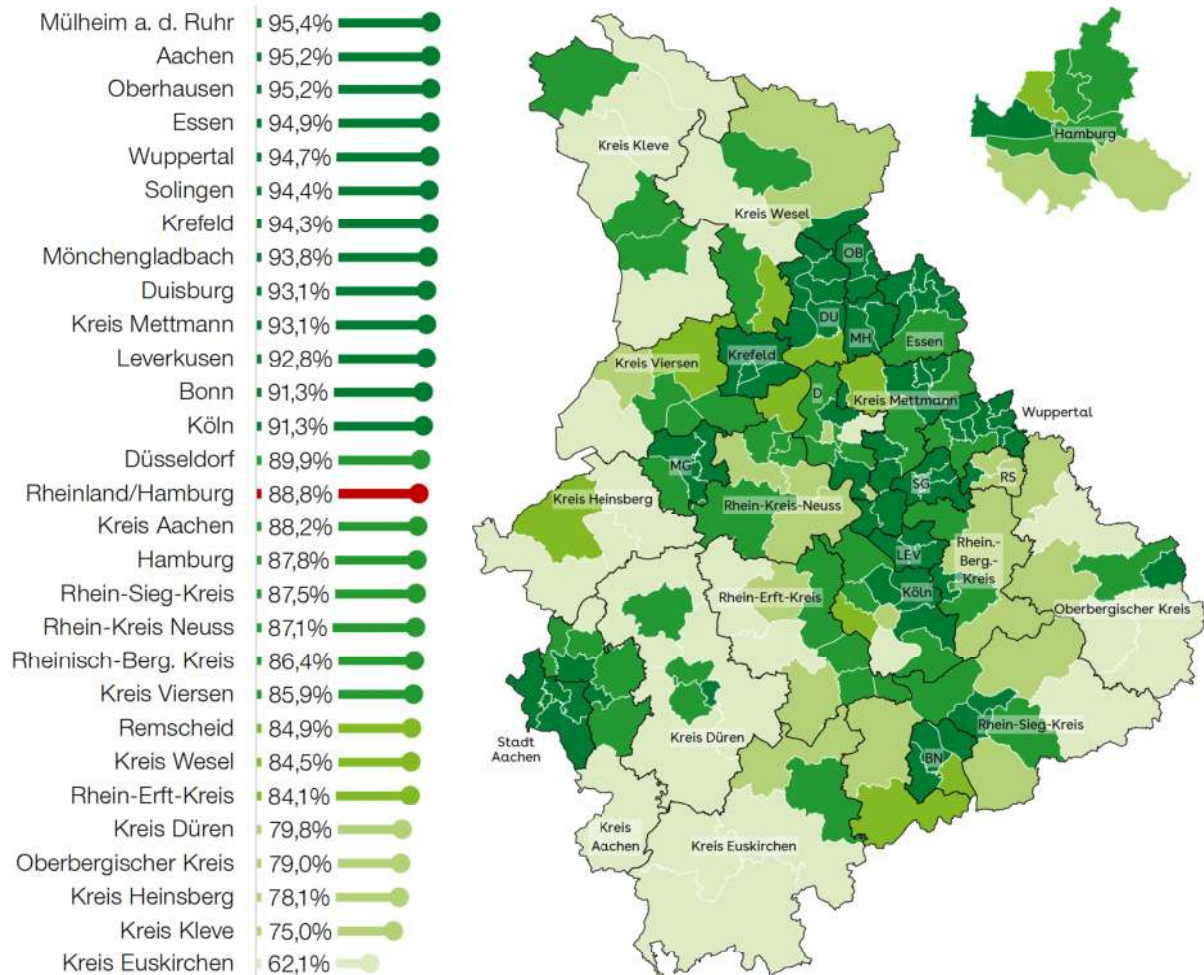 Mülheim a. d. Ruhr 95,4%
Aachen 95,2%
Oberhausen 95,2%
Essen 94,9%
Wuppertal 94,7%
Solingen 94,4%
Krefeld 94,3%
Mönchengladbach 93,8%
Duisburg 93,1%
Kreis Mettmann 93,1%
Leverkusen 92,8%
Bonn 91,3%
Köln 91,3%
Düsseldorf 89,9%
Rheinland/Hamburg 88,8%
Kreis Aachen 88,2%
Hamburg 87,8%
Rhein-Sieg-Kreis 87,5%
Rhein-Kreis Neuss 87,1%
Rheinisch-Berg. Kreis 86,4%
Kreis Viersen 85,9%
Remscheid 84,9%
Kreis Wesel 84,5%
Rhein-Erft-Kreis 84,1%
Kreis Düren 79,8%
Oberbergischer Kreis 79,0%
Kreis Heinsberg 78,1%
Kreis Kleve 75,0%
Kreis Euskirchen 62,1%
Hamburg
Kreis Kleve
Kreis Wesel
OB
DU
MH
Essen
Krefeld
Kreis Viersen
D
Kreis Mettmann
Wuppertal
MG
SG
RS
Kreis Heinsberg
Rhein-Kreis-Neuss
LEV
Rhein.-
Berg.-
Kreis
Köln
Rhein-Erft-Kreis
Oberbergischer Kreis
Stadt
Aachen
Kreis Düren
Rhein-Sieg-Kreis
BN
Kreis
Aachen
Kreis Euskirchen